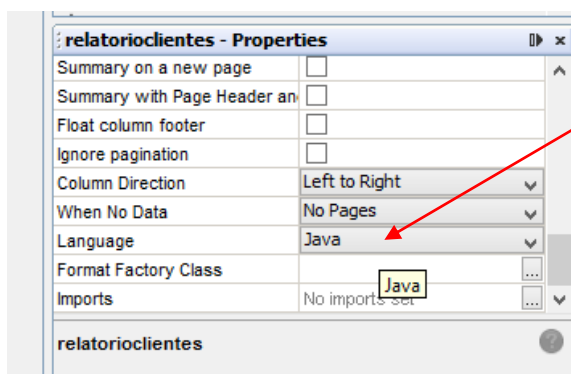 relatorioclientes - Properties
Summary on a new page
Summary with Page Header an
Float column footer
Ignore pagination
Column Direction Left to Right
When No Data No Pages
Language Java
Format Factory Class ...
Java
Imports No imports set ...
relatorioclientes
?